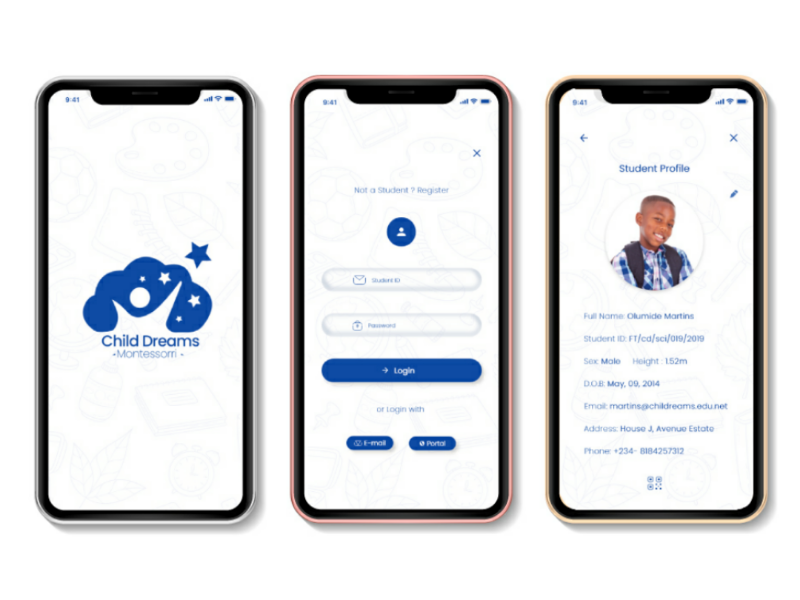 9:41
Child Dreams
•Montessorri •
9:41
Not a Student ? Register
Student ID
Password
Login
or Login with
E-mail
Portal
9:41
Student Profile
Full Name: Olumide Martins
Student ID: FT/cd/sci/019/2019
Sex: Male Height : 1.52m
D.O.B: May, 09, 2014
Email: martins@childreams.edu.net
Address: House J, Avenue Estate
Phone: +234- 8184257312